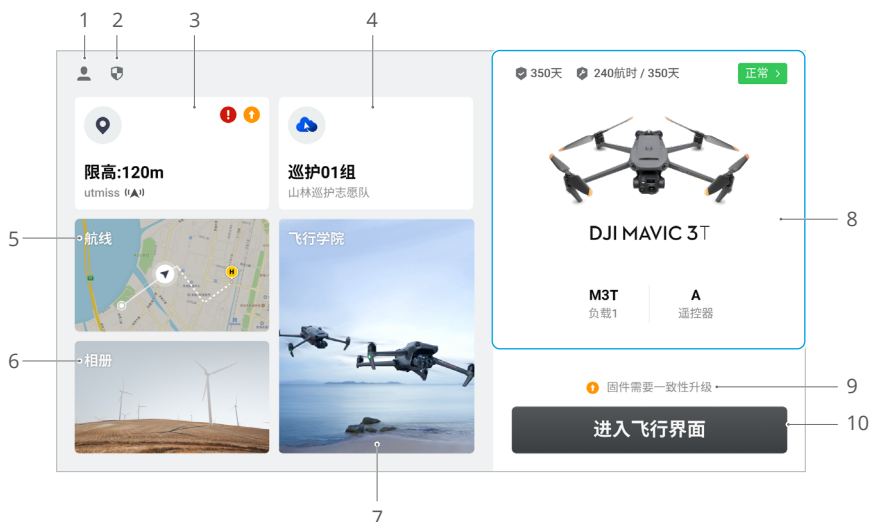 1
2
3
4
350天
240航时 / 350天
正常
限高:120m
utmiss
巡护01组
山林巡护志愿队
5
航线
H
飞行学院
8
DJI MAVIC 3T
M3T
负载1
A
遥控器
6
相册
9
固件需要一致性升级
10
进入飞行界面
7